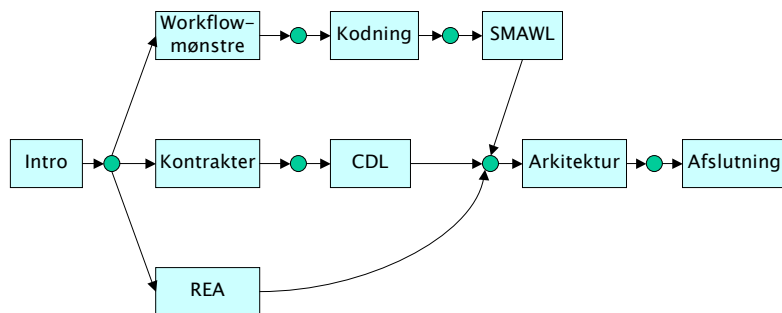 Workflow-
mønstre
Kodning
SMAWL
Intro
Kontrakter
CDL
Arkitektur
Afslutning
REA